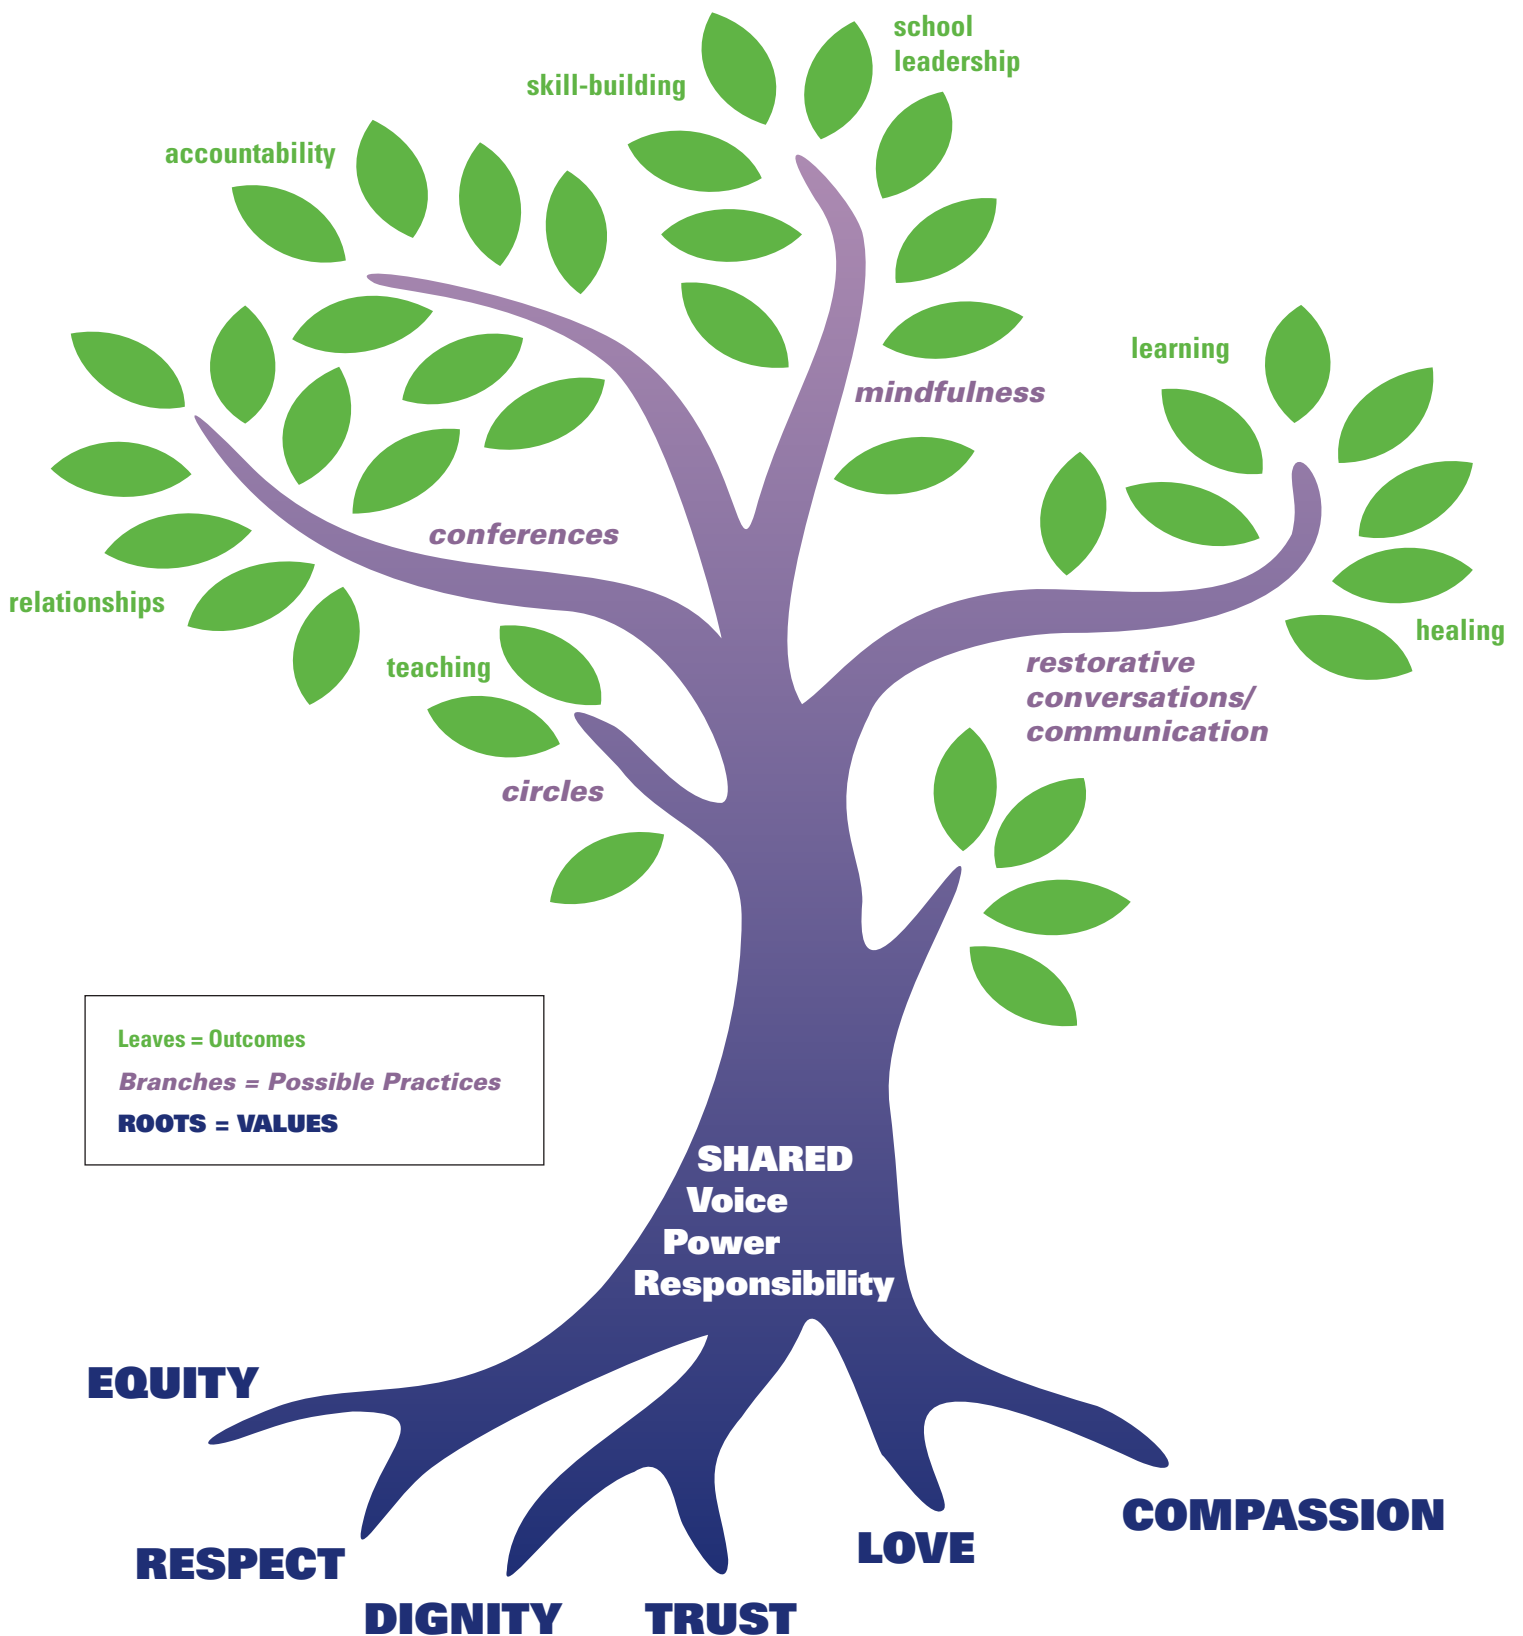 school
leadership
skill-building
accountability
learning
mindfulness
conferences
relationships
healing
teaching
restorative
conversations/
communication
circles
Leaves = Outcomes
Branches = Possible Practices
ROOTS = VALUES
SHARED
Voice
Power
Responsibility
EQUITY
COMPASSION
LOVE
RESPECT
DIGNITY
TRUST